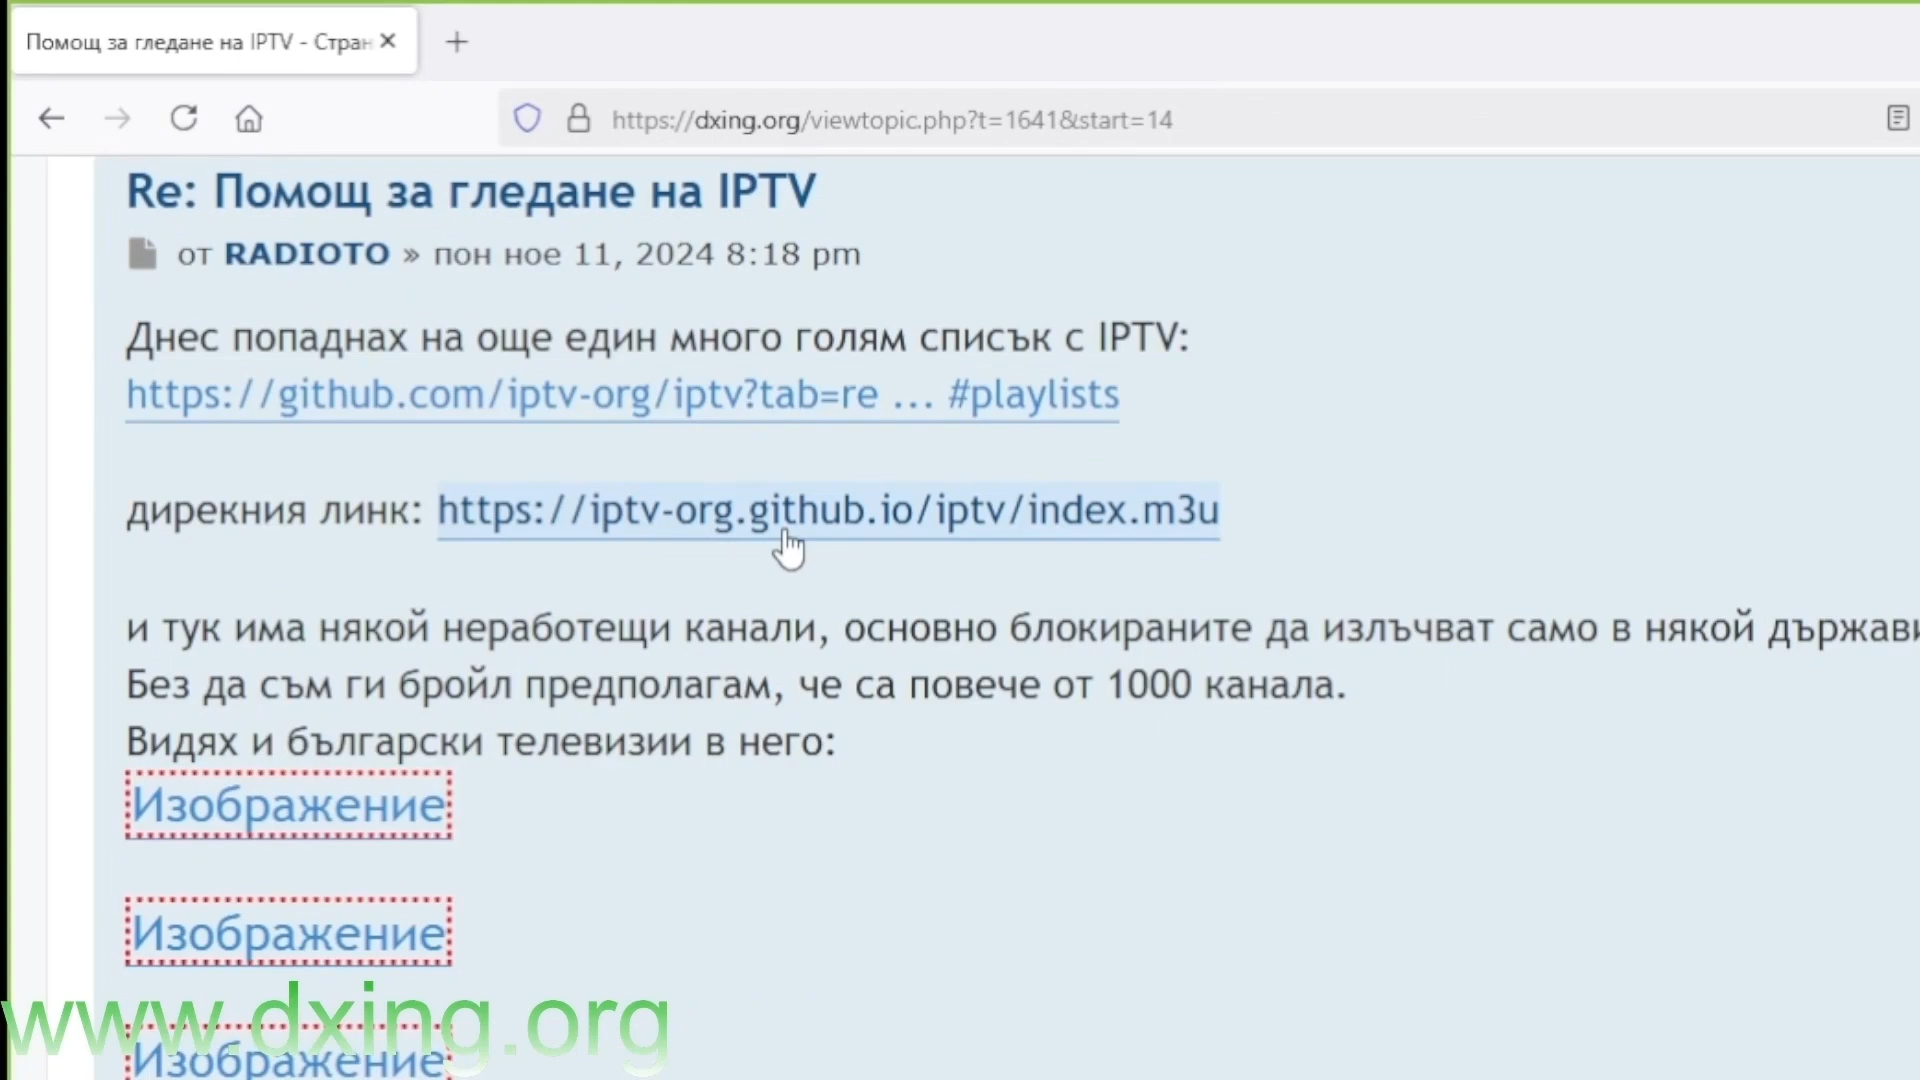 Помощ за гледане на IPTV - Стран
https://dxing.org/viewtopic.php?t=1641&start=14
Re: Помощ за гледане на IPTV
от RADIOTO » пон ное 11, 2024 8:18 pm
Днес попаднах на още един много голям списък с IPTV:
https://github.com/iptv-org/iptv?tab=re ... #playlists
дирекния линк: https://iptv-org.github.io/iptv/index.m3u
и тук има някой неработещи канали, основно блокираните да излъчват само в някой държави
Без да съм ги бройл предполагам, че са повече от 1000 канала.
Видях и български телевизии в него:
Изображение
Изображение
www.dxing.org
Изображение